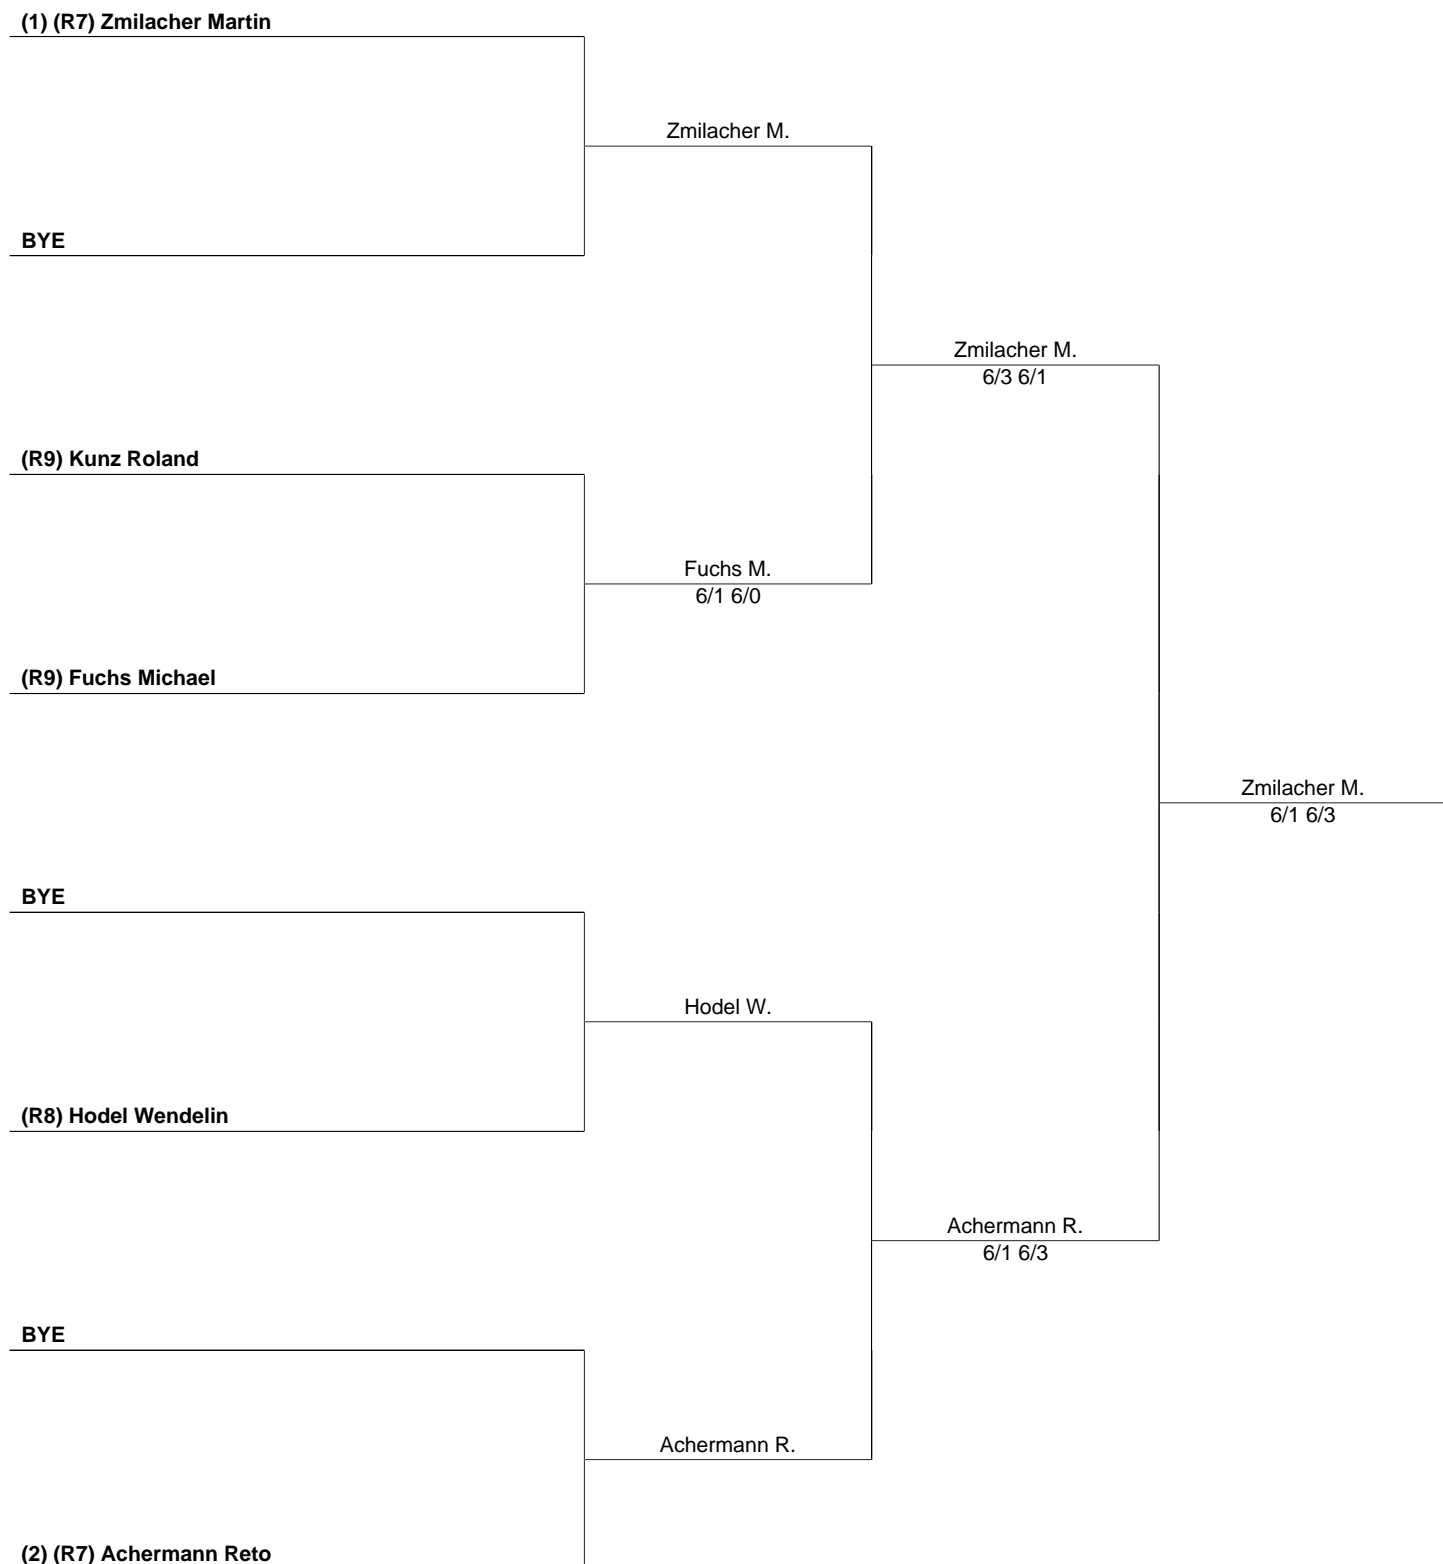 (1) (R7) Zmilacher Martin
Zmilacher M.
BYE
Zmilacher M.
6/3 6/1
(R9) Kunz Roland
Fuchs M.
6/1 6/0
(R9) Fuchs Michael
Zmilacher M.
6/1 6/3
BYE
Hodel W.
(R8) Hodel Wendelin
Achermann R.
6/1 6/3
BYE
Achermann R.
(2) (R7) Achermann Reto